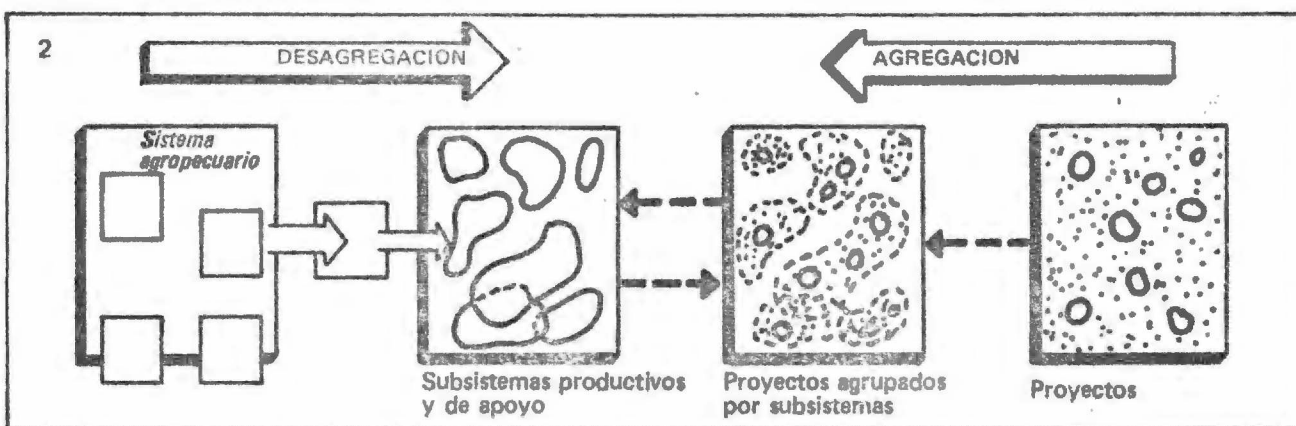 2
DESAGREGACION
AGREGACION
Sistema
agropecuario
Subsistemas productivos
y de apoyo
Proyectos agrupados
por subsistemas
Proyectos